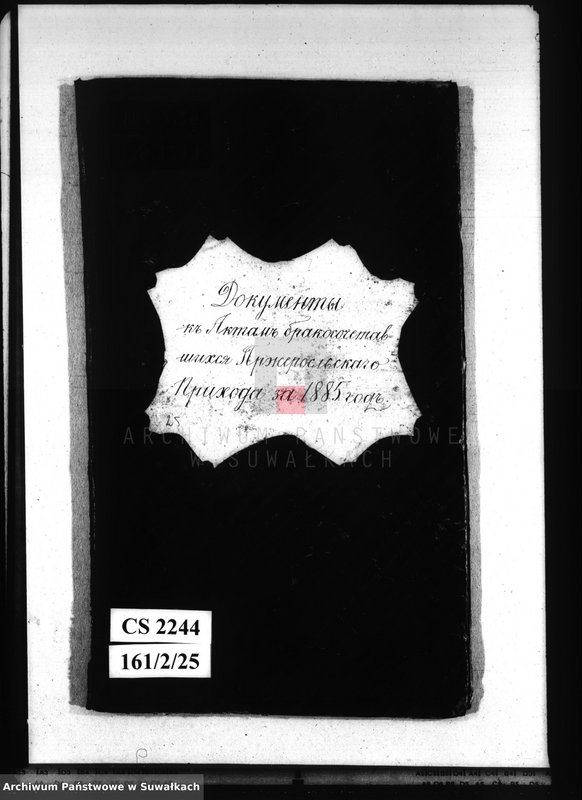 Документы
къ Актамъ бракосочетав-
шихся Пржеросльскаго
Прихода за 1885 годъ.
25
ARCHIWUM PAŃSTWOWE
W SUWAŁKACH
CS 2244
161/2/25
Archiwum Państwowe w Suwałkach